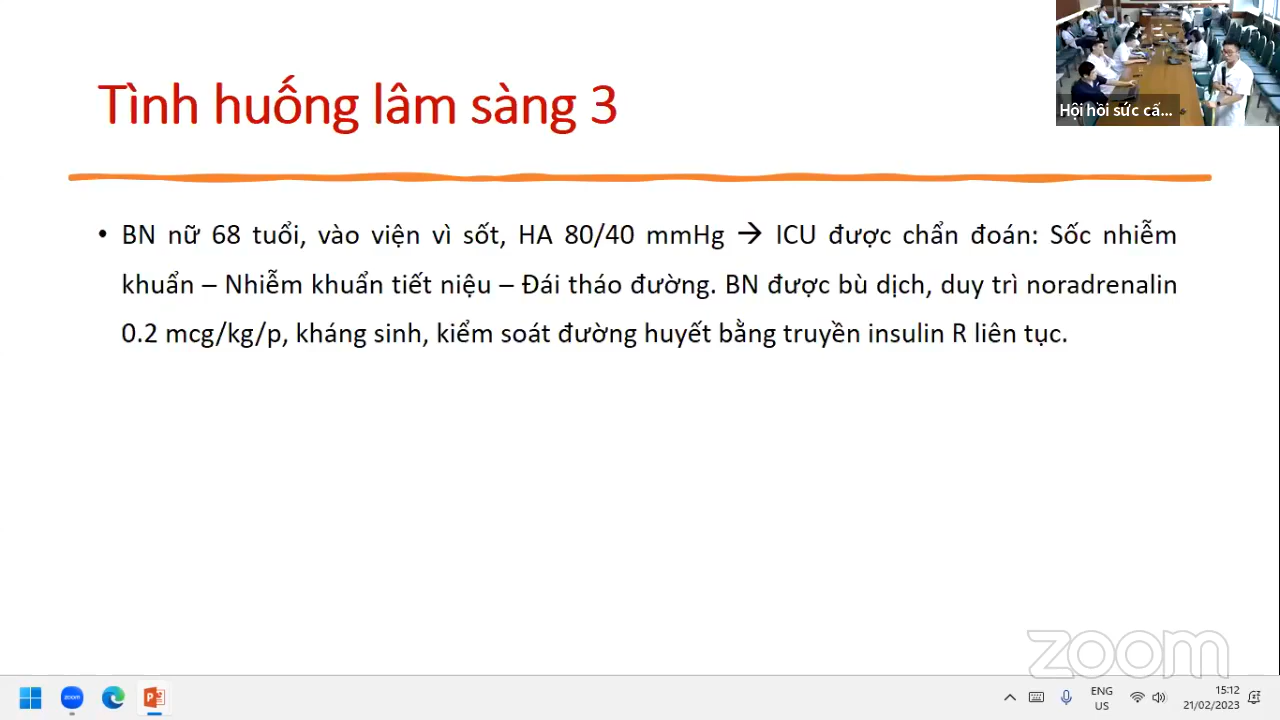 Tình huống lâm sàng 3
Hội hồi sức cấ...
• BN nữ 68 tuổi, vào viện vì sốt, HA 80/40 mmHg → ICU được chẩn đoán: Sốc nhiễm
khuẩn – Nhiễm khuẩn tiết niệu – Đái tháo đường. BN được bù dịch, duy trì noradrenalin
0.2 mcg/kg/p, kháng sinh, kiểm soát đường huyết bằng truyền insulin R liên tục.
zoom
zoom
ENG
US
15:12
21/02/2023